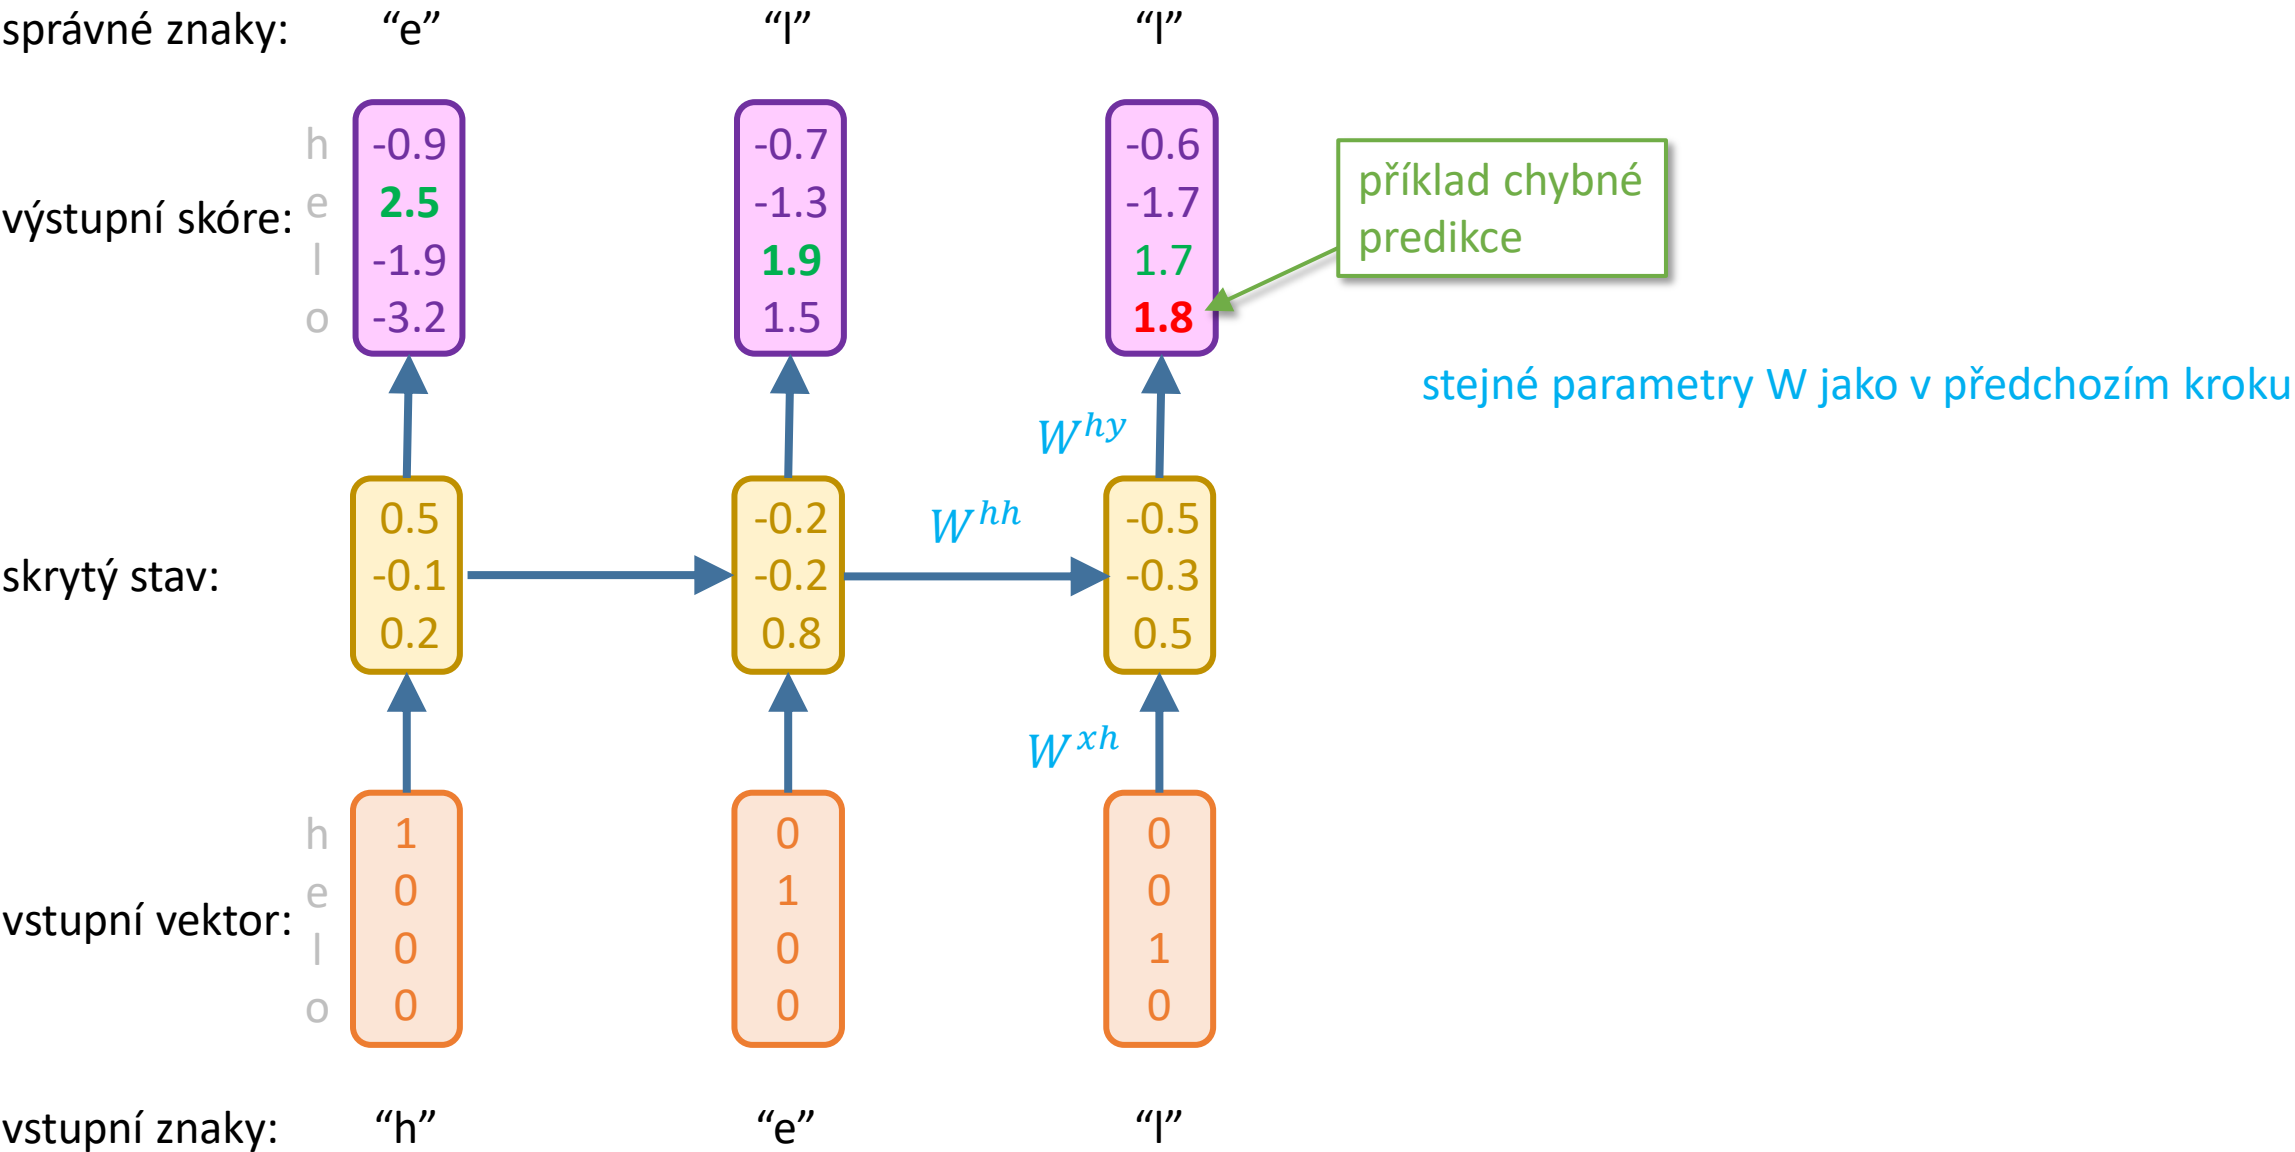 správné znaky: “e” “l” “l”
h -0.9 -0.7 -0.6
výstupní skóre: e 2.5 -1.3 -1.7
l -1.9 1.9 1.7
o -3.2 1.5 1.8
příklad chybné
predikce
stejné parametry W jako v předchozím kroku
W^{hy}
0.5 -0.2 -0.5
W^{hh}
skrytý stav: -0.1 -0.2 -0.3
0.2 0.8 0.5
W^{xh}
h 1 0 0
vstupní vektor: e 0 1 0
l 0 0 1
o 0 0 0
vstupní znaky: “h” “e” “l”